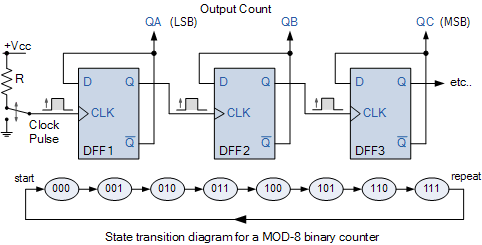 Output Count
QA (LSB) QB QC (MSB)
+Vcc
R
D Q D Q D Q
etc..
CLK CLK CLK
Clock
Pulse
Q Q Q
DFF1 DFF2 DFF3
start repeat
000 001 010 011 100 101 110 111
State transition diagram for a MOD-8 binary counter